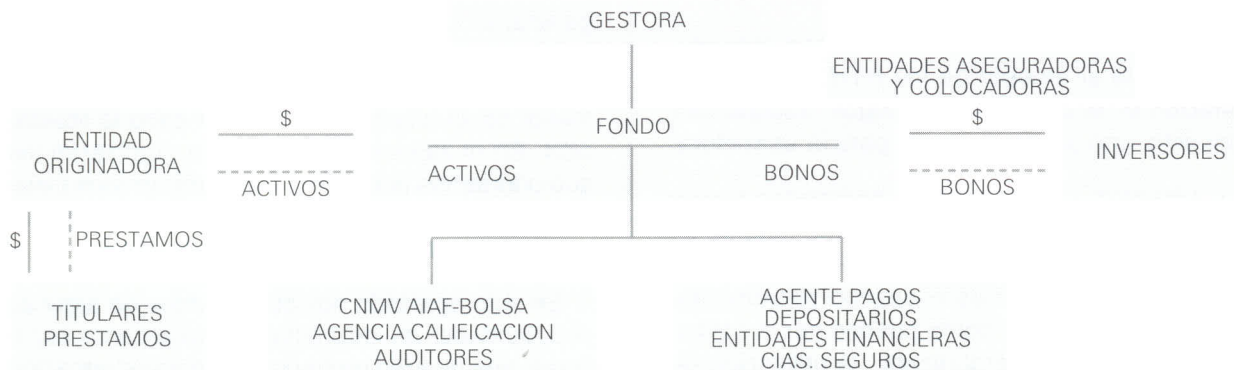 GESTORA
ENTIDADES ASEGURADORAS
Y COLOCADORAS
$
FONDO
$
ENTIDAD
ORIGINADORA
INVERSORES
ACTIVOS
ACTIVOS
BONOS
BONOS
$
PRESTAMOS
TITULARES
PRESTAMOS
CNMV AIAF-BOLSA
AGENCIA CALIFICACION
AUDITORES
AGENTE PAGOS
DEPOSITARIOS
ENTIDADES FINANCIERAS
CIAS. SEGUROS